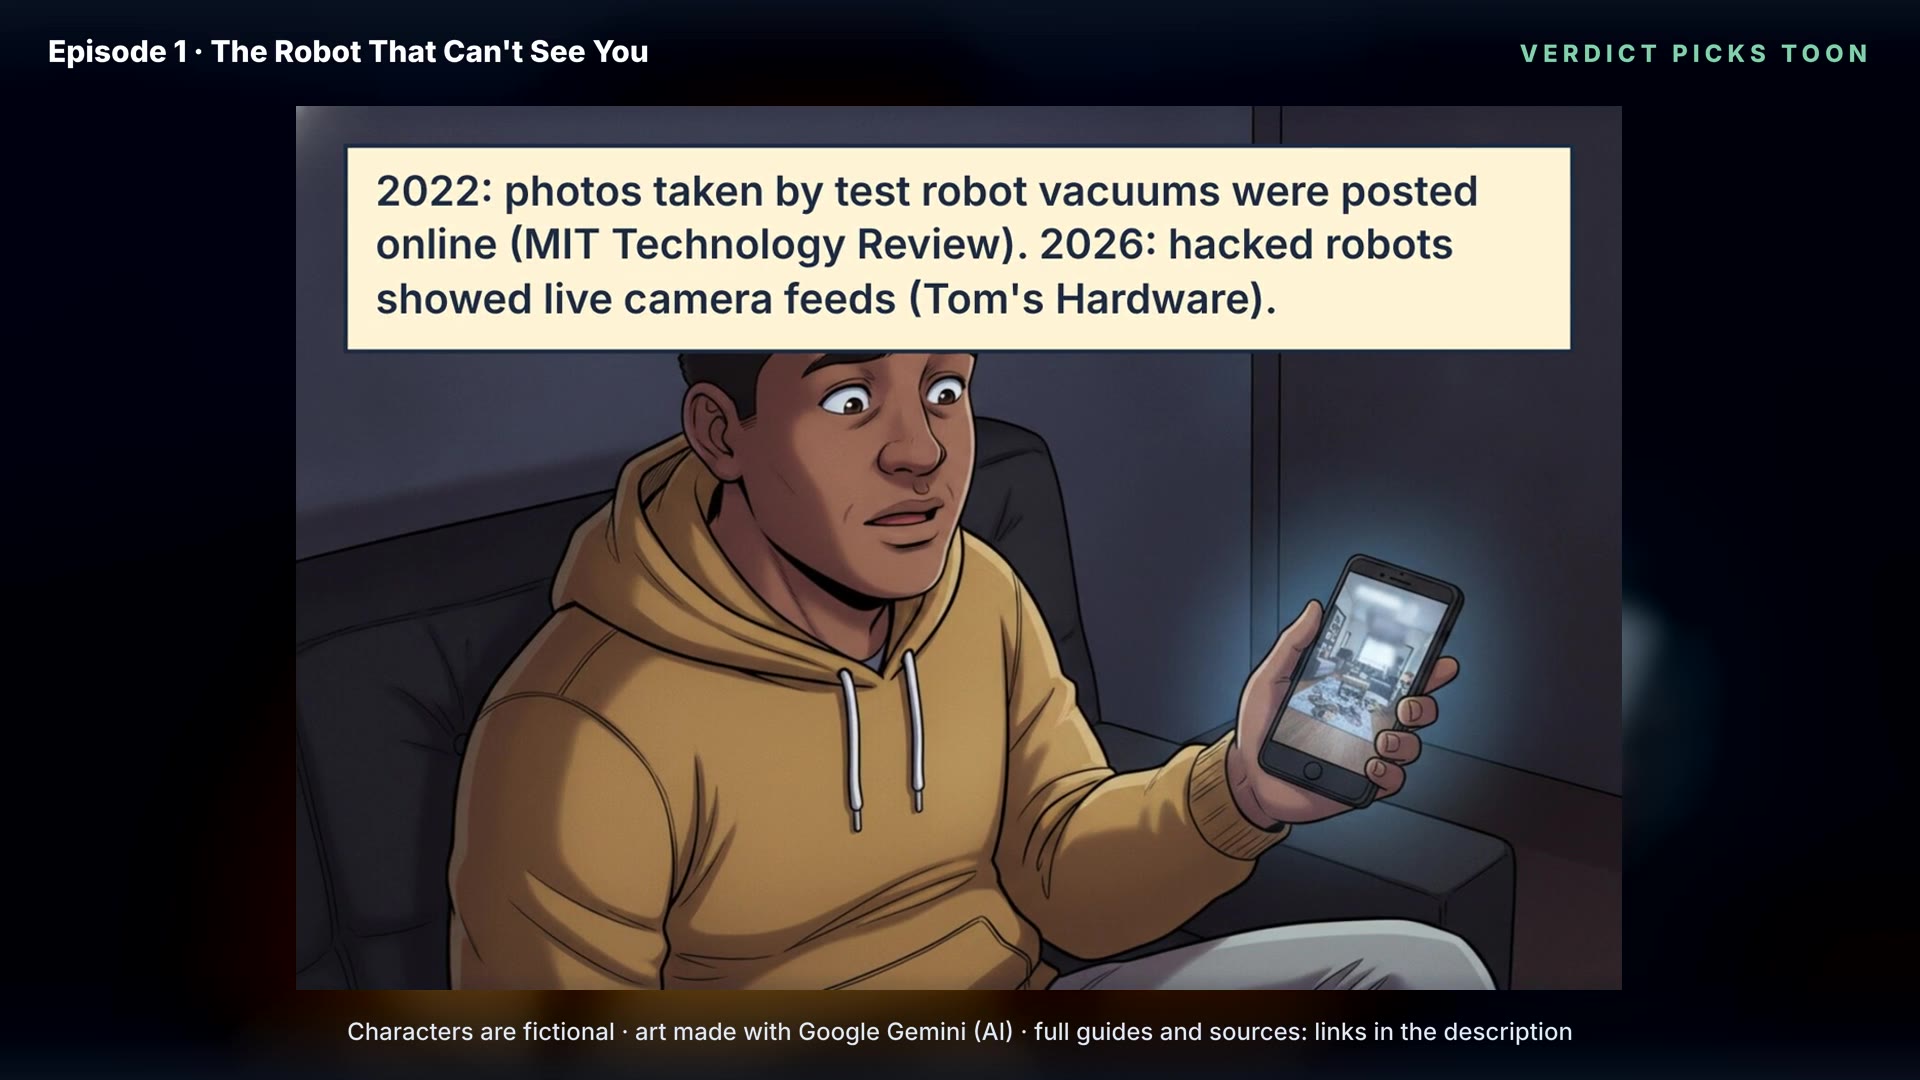 Episode 1 · The Robot That Can't See You
VERDICT PICKS TOON
2022: photos taken by test robot vacuums were posted
online (MIT Technology Review). 2026: hacked robots
showed live camera feeds (Tom's Hardware).
Characters are fictional · art made with Google Gemini (AI) · full guides and sources: links in the description